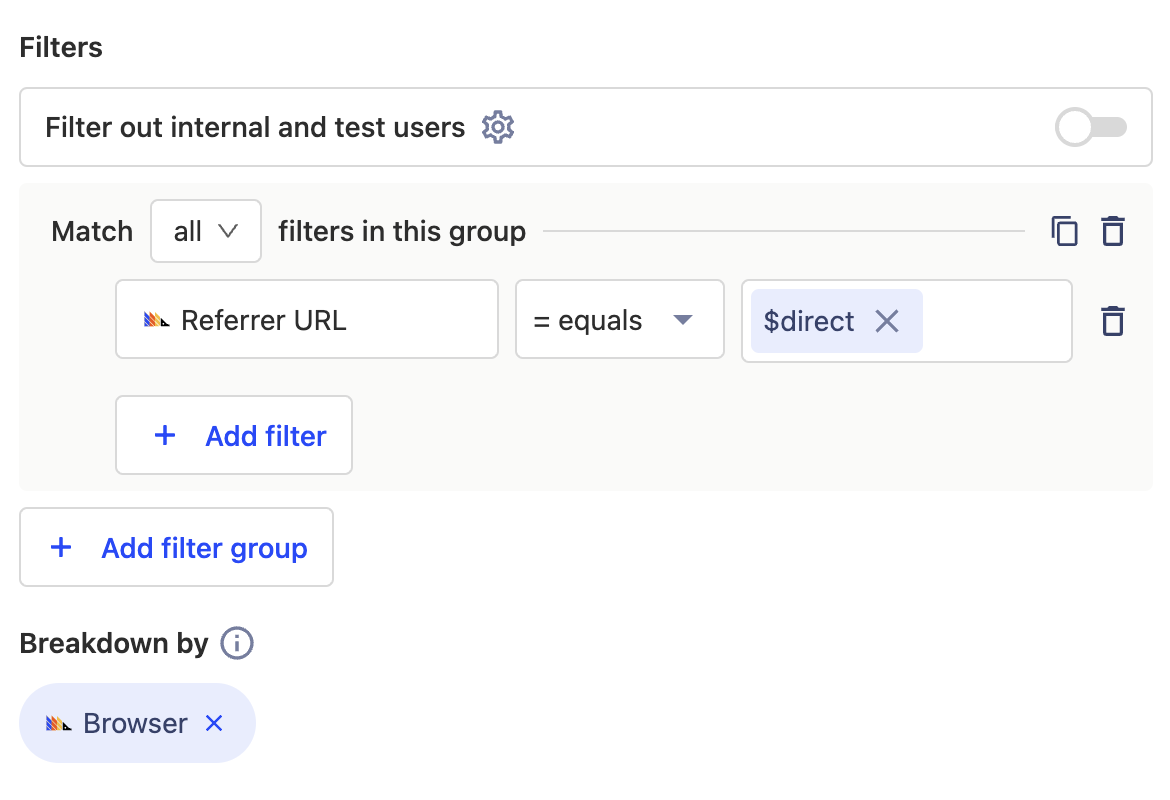 Filters
Filter out internal and test users
Match all filters in this group
Referrer URL = equals $direct
+ Add filter
+ Add filter group
Breakdown by
Browser